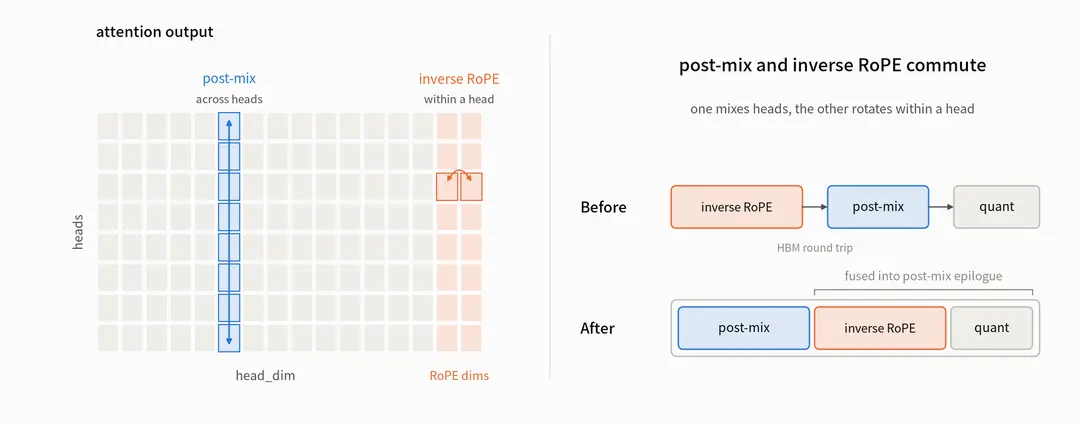 attention output
post-mix
across heads
inverse RoPE
within a head
heads
head_dim
RoPE dims
post-mix and inverse RoPE commute
one mixes heads, the other rotates within a head
Before
inverse RoPE
post-mix
quant
HBM round trip
fused into post-mix epilogue
After
post-mix
inverse RoPE
quant